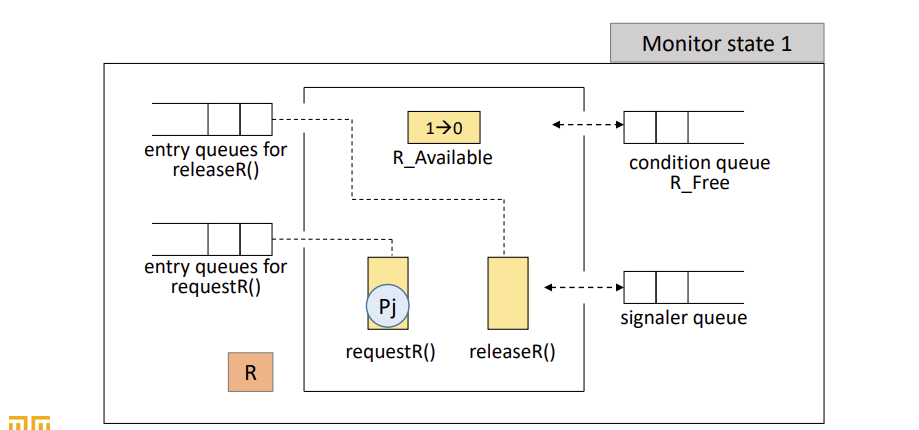 Monitor state 1
entry queues for
releaseR()
1→0
R_Available
condition queue
R_Free
entry queues for
requestR()
Pj
signaler queue
requestR()
releaseR()
R